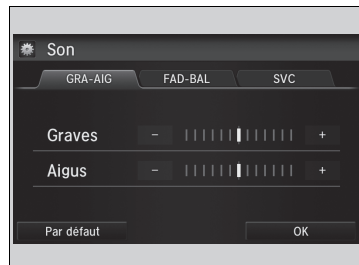 Son
GRA-AIG FAD-BAL SVC
Graves - +
Aigus - +
Par défaut OK